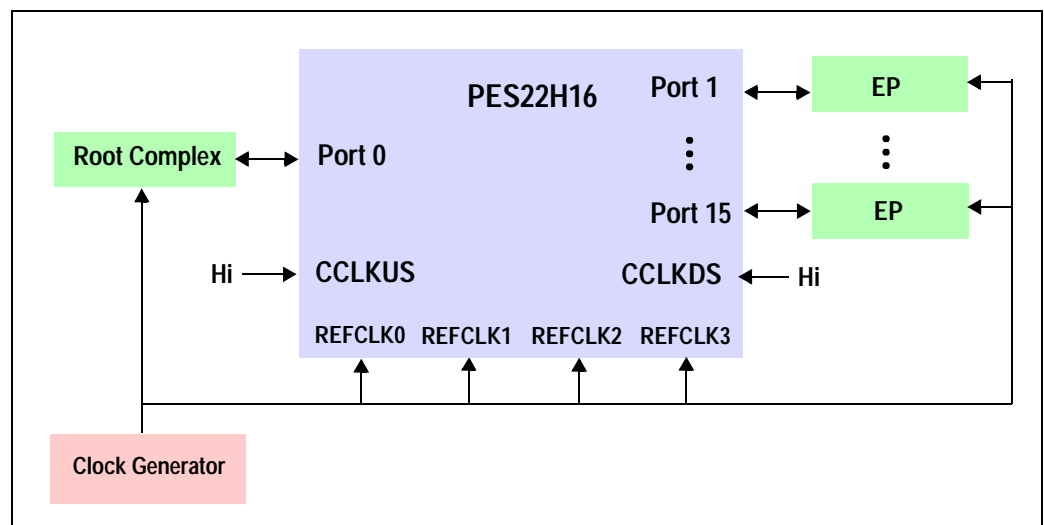 PES22H16
Port 1
EP
Root Complex
Port 0
Port 15
EP
Hi
CCLKUS
CCLKDS
Hi
REFCLK0
REFCLK1
REFCLK2
REFCLK3
Clock Generator